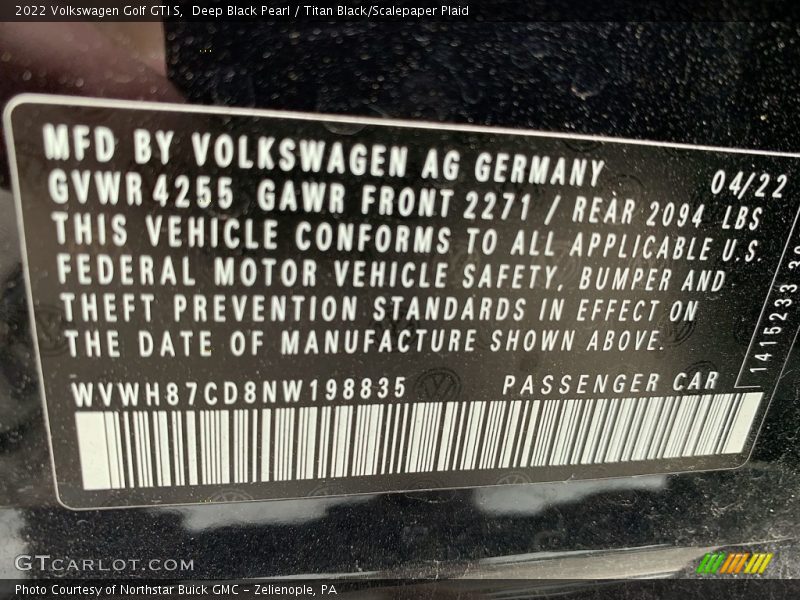 2022 Volkswagen Golf GTI S, Deep Black Pearl / Titan Black/Scalepaper Plaid
MFD BY VOLKSWAGEN AG GERMANY 04/22
GVWR 4255 GAWR FRONT 2271 / REAR 2094 LBS
THIS VEHICLE CONFORMS TO ALL APPLICABLE U.S.
FEDERAL MOTOR VEHICLE SAFETY, BUMPER AND
THEFT PREVENTION STANDARDS IN EFFECT ON
THE DATE OF MANUFACTURE SHOWN ABOVE.
WVWH87CD8NW198835 PASSENGER CAR
1415233
GTCARLOT.COM
Photo Courtesy of Northstar Buick GMC - Zelienople, PA